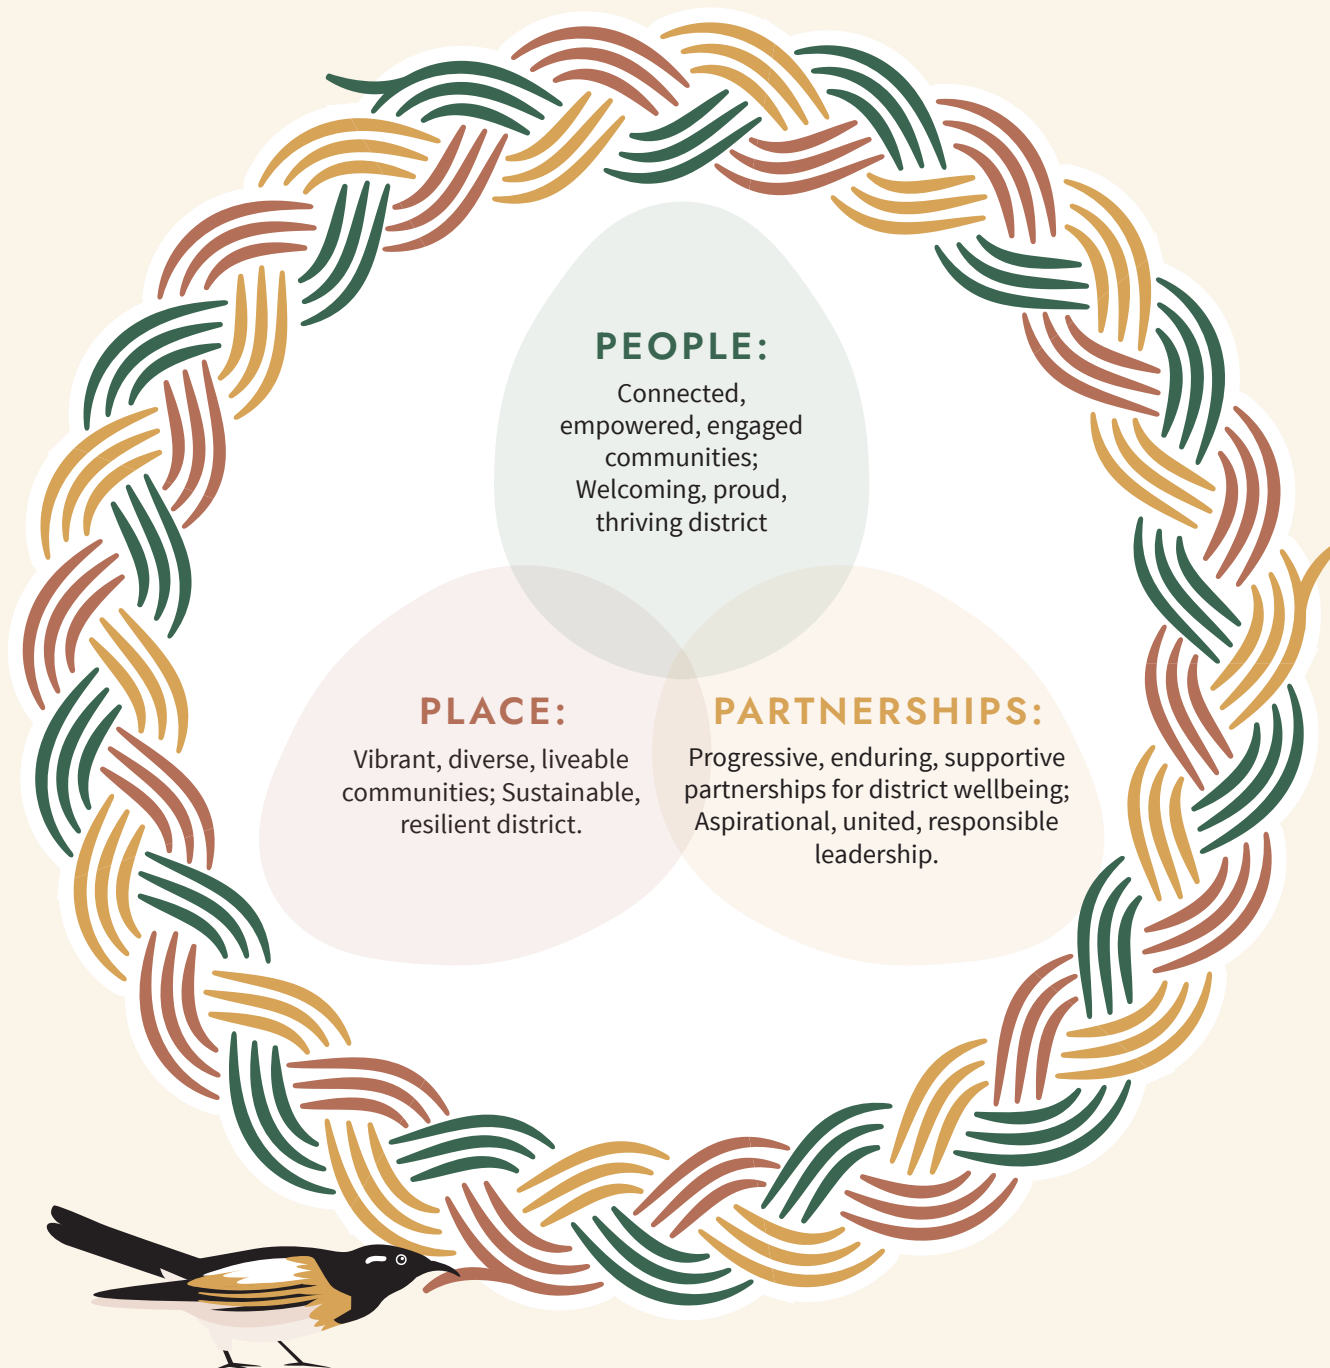 PEOPLE:
Connected,
empowered, engaged
communities;
Welcoming, proud,
thriving district
PLACE:
Vibrant, diverse, liveable
communities; Sustainable,
resilient district.
PARTNERSHIPS:
Progressive, enduring, supportive
partnerships for district wellbeing;
Aspirational, united, responsible
leadership.